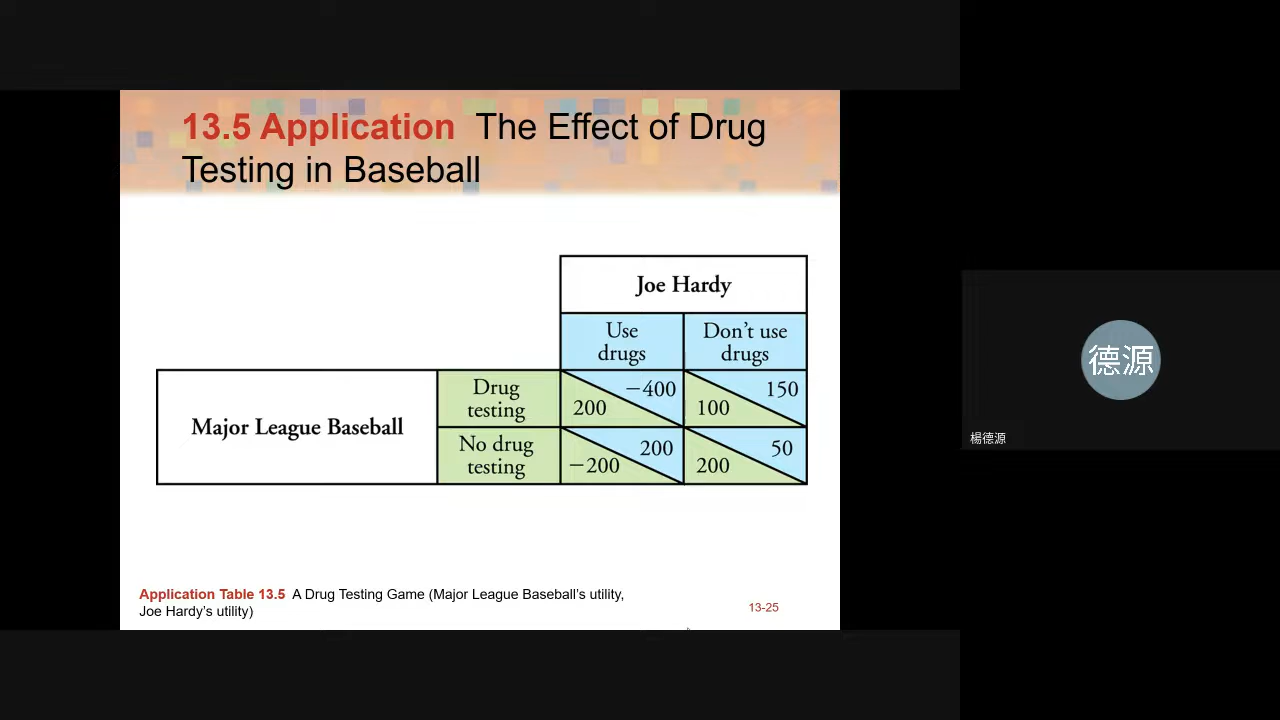 13.5 Application The Effect of Drug
Testing in Baseball
Joe Hardy
Use
drugs
Don't use
drugs
Major League Baseball
Drug
testing
−400
200
150
100
No drug
testing
200
−200
50
200
Application Table 13.5 A Drug Testing Game (Major League Baseball's utility,
Joe Hardy's utility)
13-25
德源
楊德源